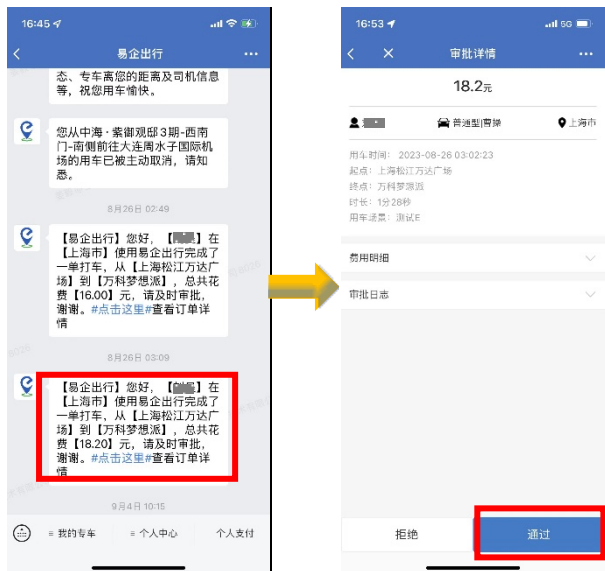 16:45
易企出行
态、专车离您的距离及司机信息
等，祝您用车愉快。
您从中海·紫御观邸3期-西南
门-南侧前往大连周水子国际机
场的用车已被主动取消，请知
悉。
8月26日 02:49
【易企出行】您好，【】在
【上海市】使用易企出行完成了
一单打车，从【上海松江万达广
场】到【万科梦想派】，总共花
费【16.00】元，请及时审批，
谢谢。#点击这里#查看订单详
情
8月26日 03:09
【易企出行】您好，【】在
【上海市】使用易企出行完成了
一单打车，从【上海松江万达广
场】到【万科梦想派】，总共花
费【18.20】元，请及时审批，
谢谢。#点击这里#查看订单详
情
9月4日 10:15
≡ 我的专车
≡ 个人中心
个人支付
16:53
5G
审批详情
18.2元
普通型|曹操
上海市
用车时间： 2023-08-26 03:02:23
起点：上海松江万达广场
终点：万科梦想派
时长：1分28秒
用车场景：测试E
费用明细
审批日志
拒绝
通过